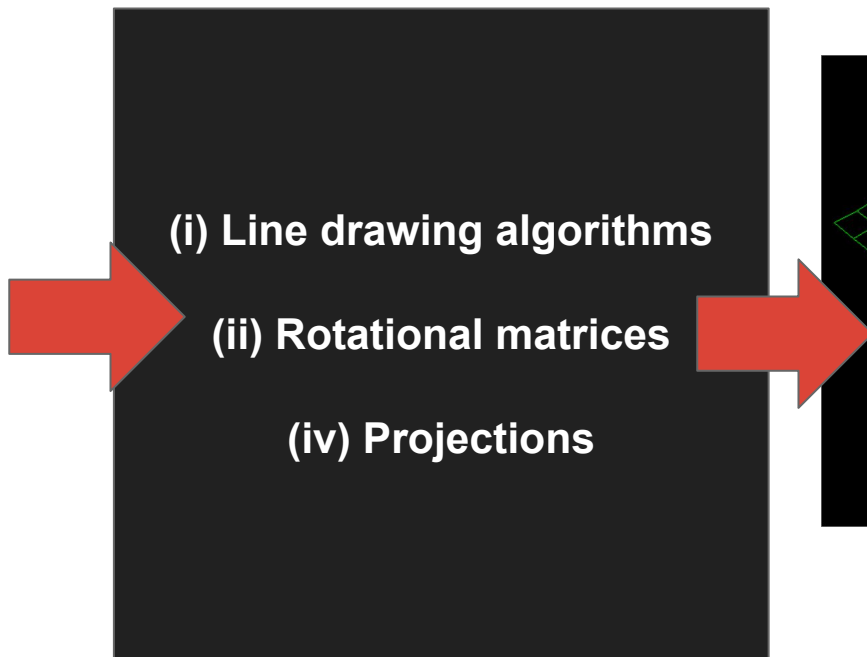 (i) Line drawing algorithms
(ii) Rotational matrices
(iv) Projections